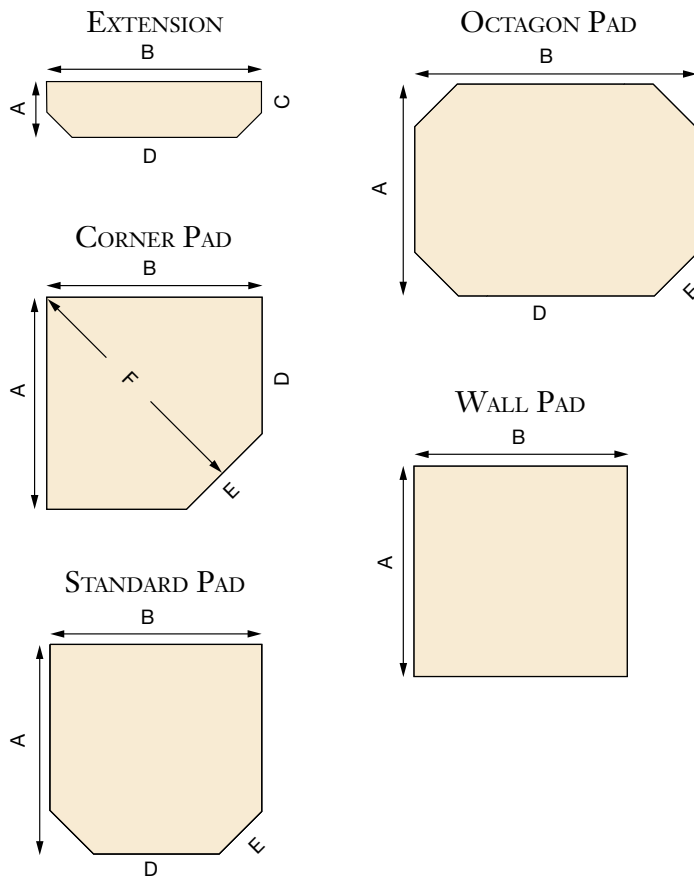 EXTENSION
B
A
C
D
OCTAGON PAD
B
A
D
E
CORNER PAD
B
A
F
D
E
WALL PAD
B
A
STANDARD PAD
B
A
D
E